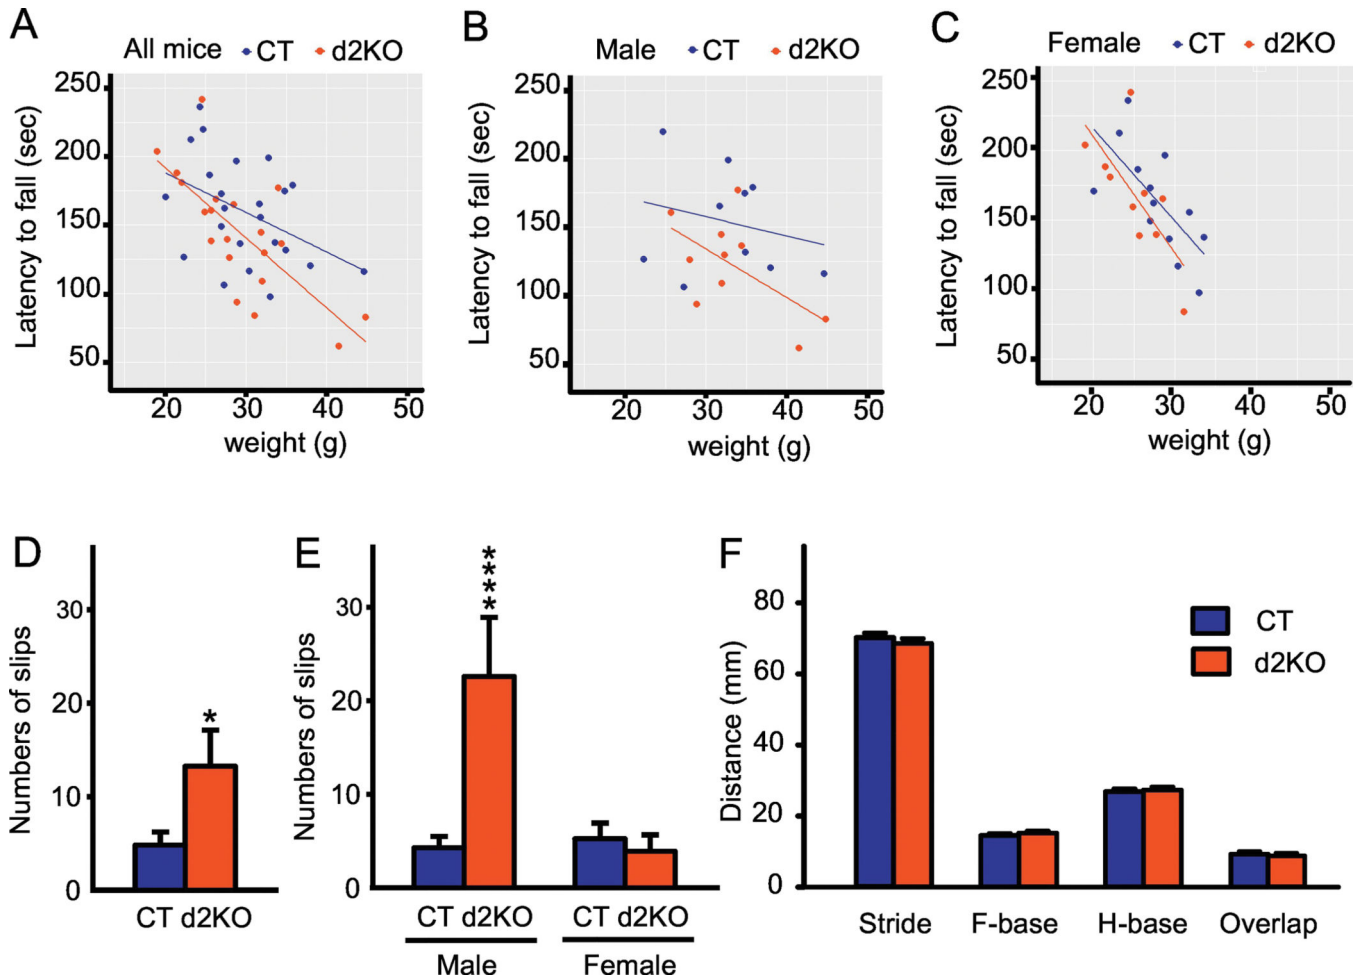 A
All mice CT d2KO
Latency to fall (sec)
250
200
150
100
50
20 30 40 50
weight (g)
B
Male CT d2KO
Latency to fall (sec)
250
200
150
100
50
20 30 40 50
weight (g)
C
Female CT d2KO
Latency to fall (sec)
250
200
150
100
50
20 30 40 50
weight (g)
D
Numbers of slips
30
20
10
0
*
CT d2KO
E
Numbers of slips
30
20
10
0
****
CT d2KO CT d2KO
Male Female
F
Distance (mm)
80
60
40
20
0
CT
d2KO
Stride F-base H-base Overlap